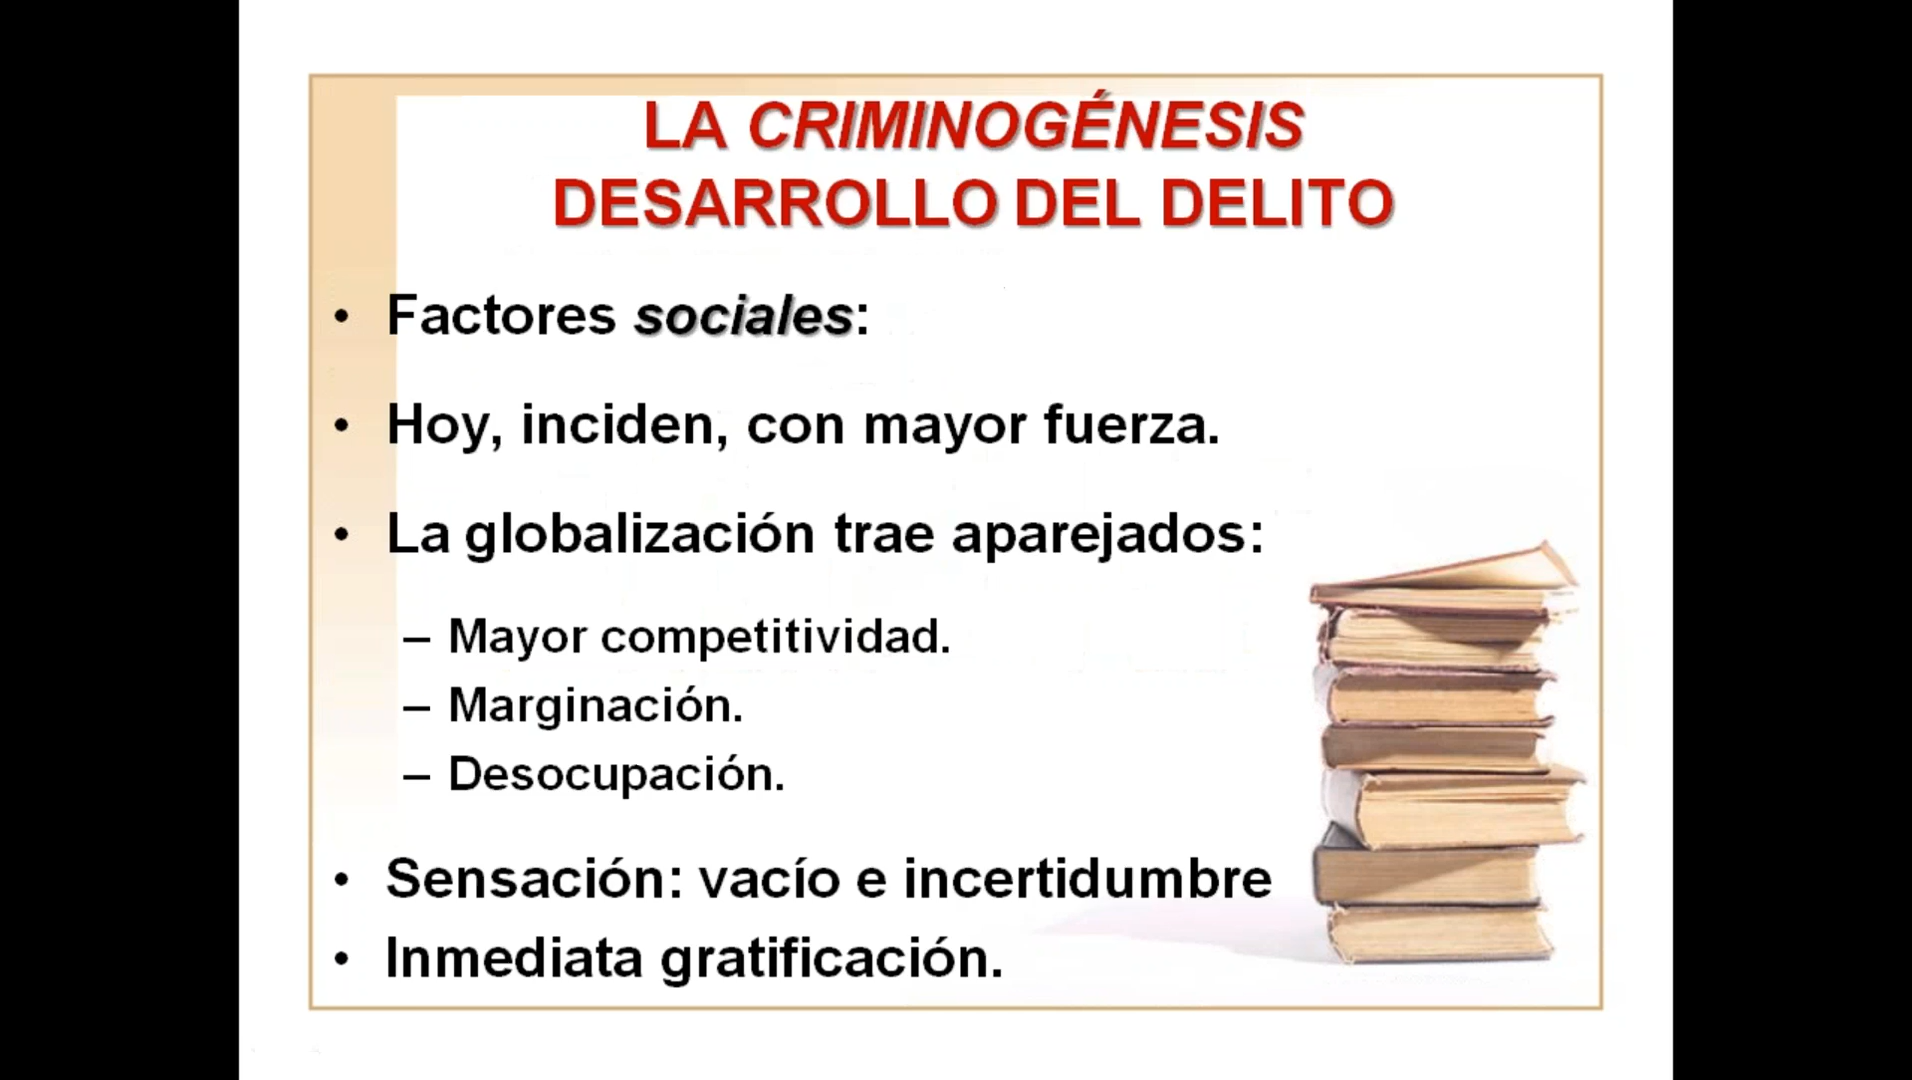 LA CRIMINOGÉNESIS
DESARROLLO DEL DELITO
• Factores sociales:
• Hoy, inciden, con mayor fuerza.
• La globalización trae aparejados:
– Mayor competitividad.
– Marginación.
– Desocupación.
• Sensación: vacío e incertidumbre
• Inmediata gratificación.